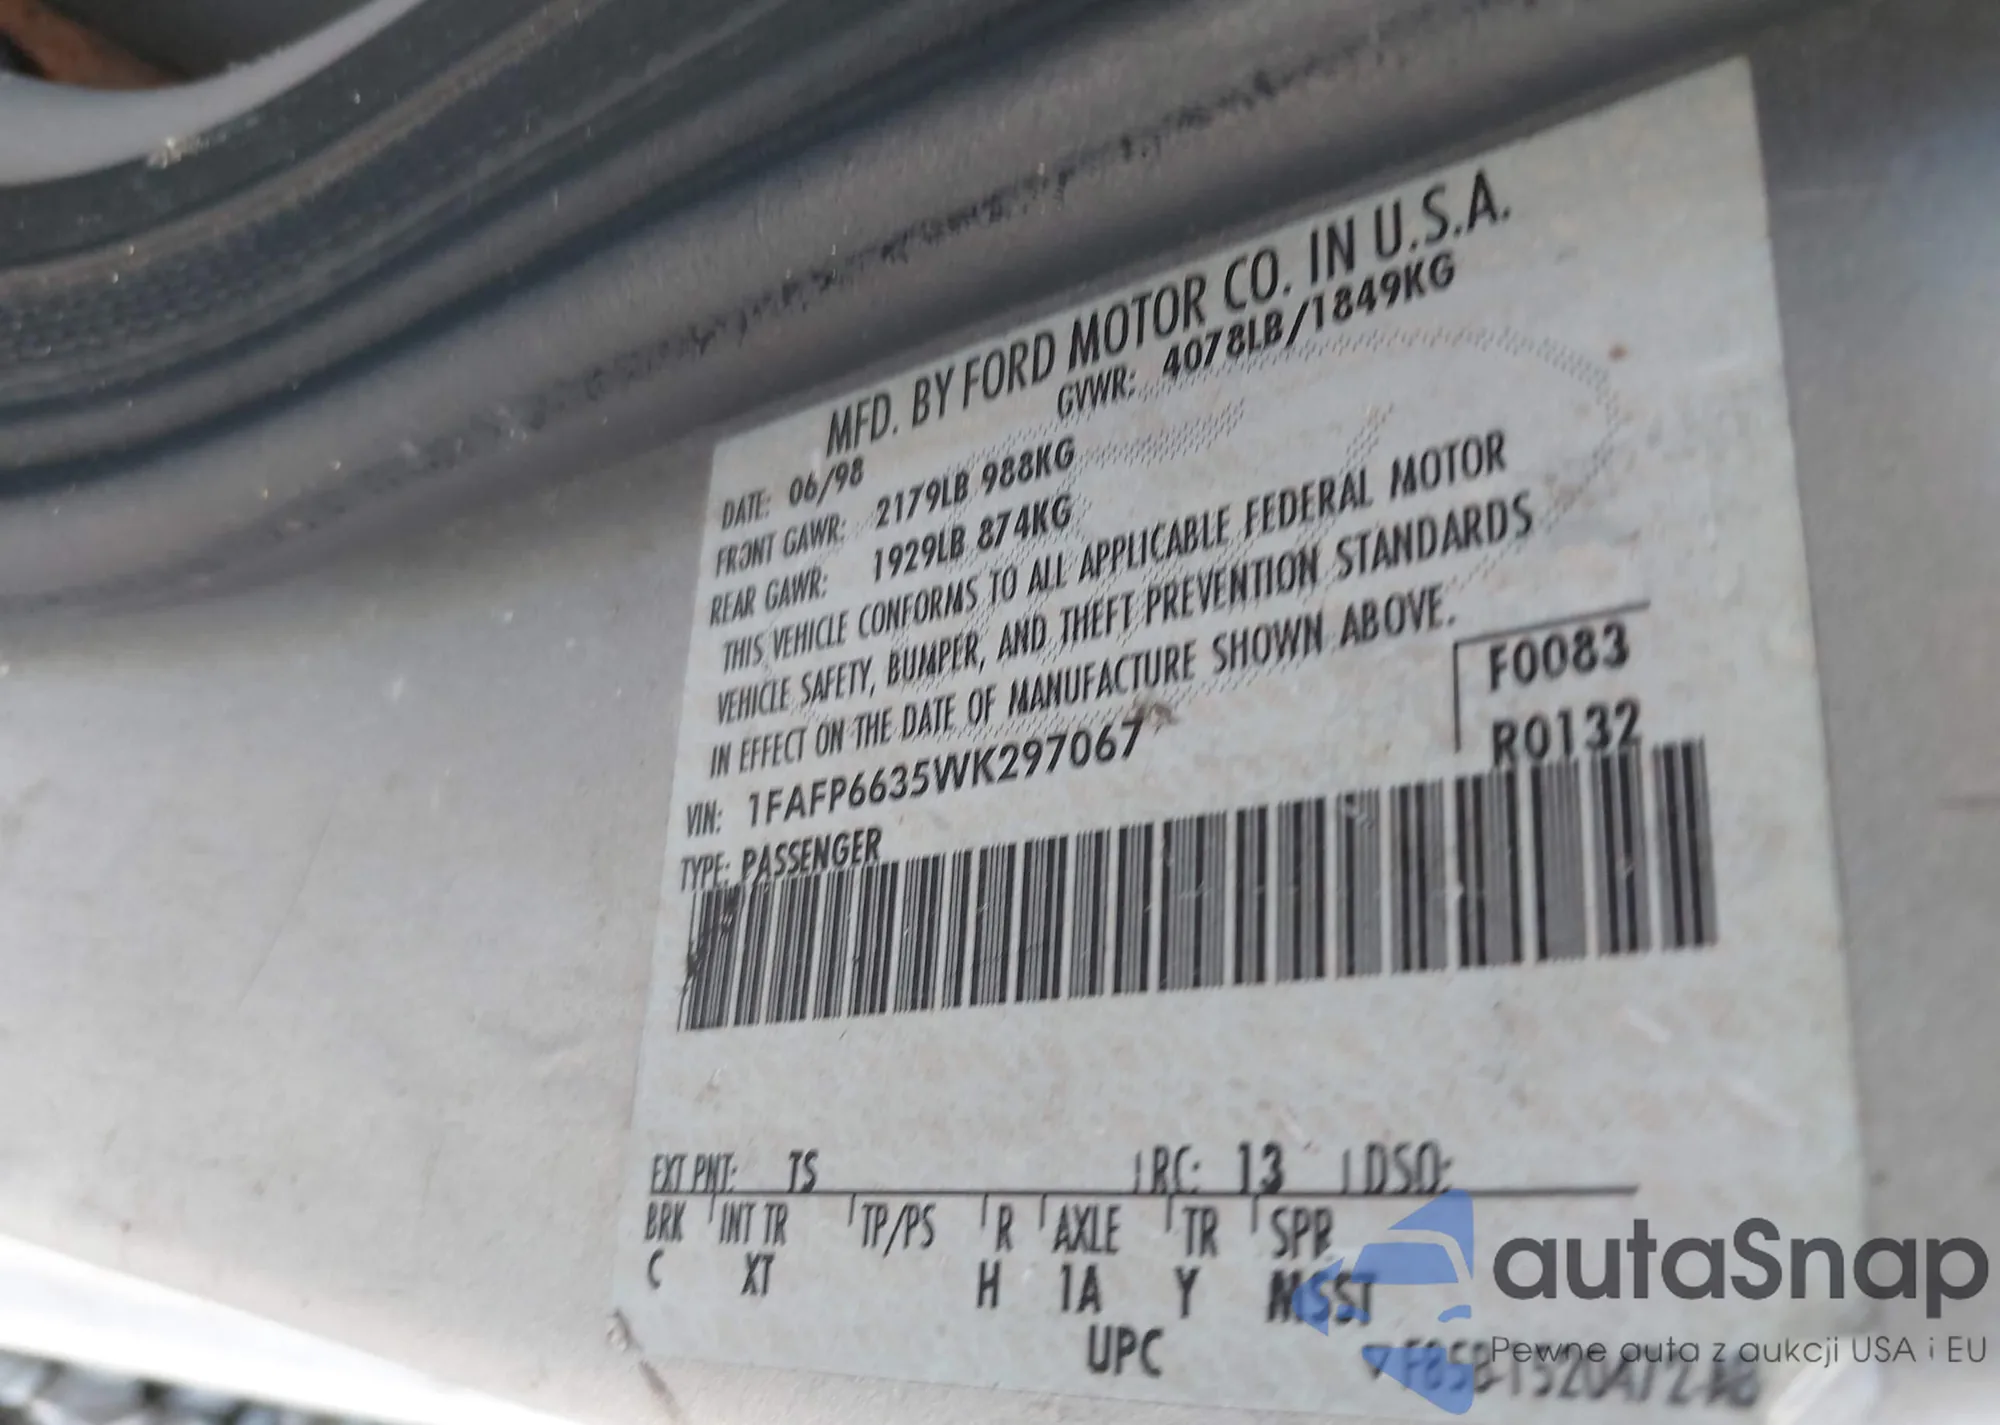 MFD. BY FORD MOTOR CO. IN U.S.A.
DATE: 06/98 GVWR: 4078LB/1849KG
FRONT GAWR: 2179LB 988KG
REAR GAWR: 1929LB 874KG
THIS VEHICLE CONFORMS TO ALL APPLICABLE FEDERAL MOTOR
VEHICLE SAFETY, BUMPER, AND THEFT PREVENTION STANDARDS
IN EFFECT ON THE DATE OF MANUFACTURE SHOWN ABOVE.
F0083
VIN: 1FAFP6635WK297067
R0132
TYPE: PASSENGER
EXT PNT: TS RC: 13 DSO:
BRK INT TR TP/PS R AXLE TR SPR
C XT H 1A Y MSST
UPC
autaSnap
Pewne auta z aukcji USA i EU